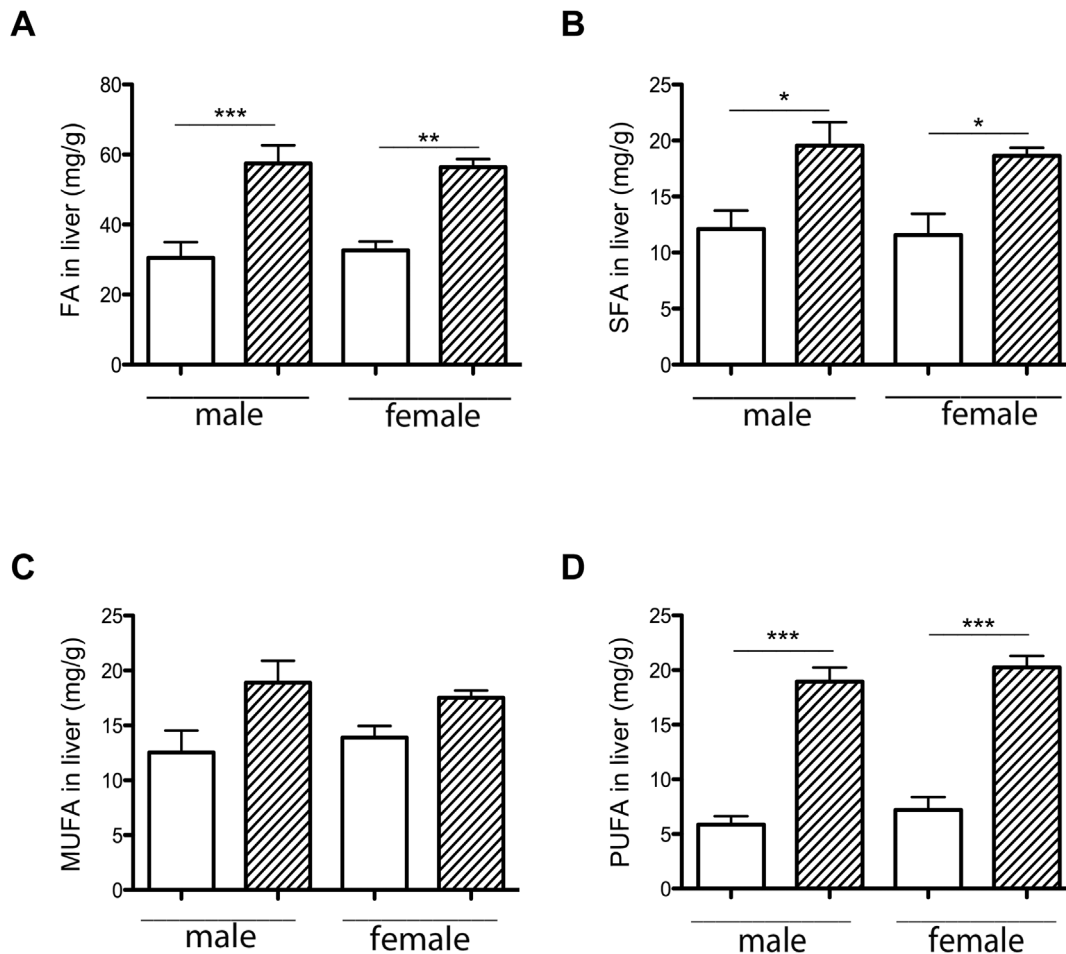 A
FA in liver (mg/g)
80
60
40
20
0
***
**
male
female
B
SFA in liver (mg/g)
25
20
15
10
5
0
*
*
male
female
C
MUFA in liver (mg/g)
25
20
15
10
5
0
male
female
D
PUFA in liver (mg/g)
25
20
15
10
5
0
***
***
male
female